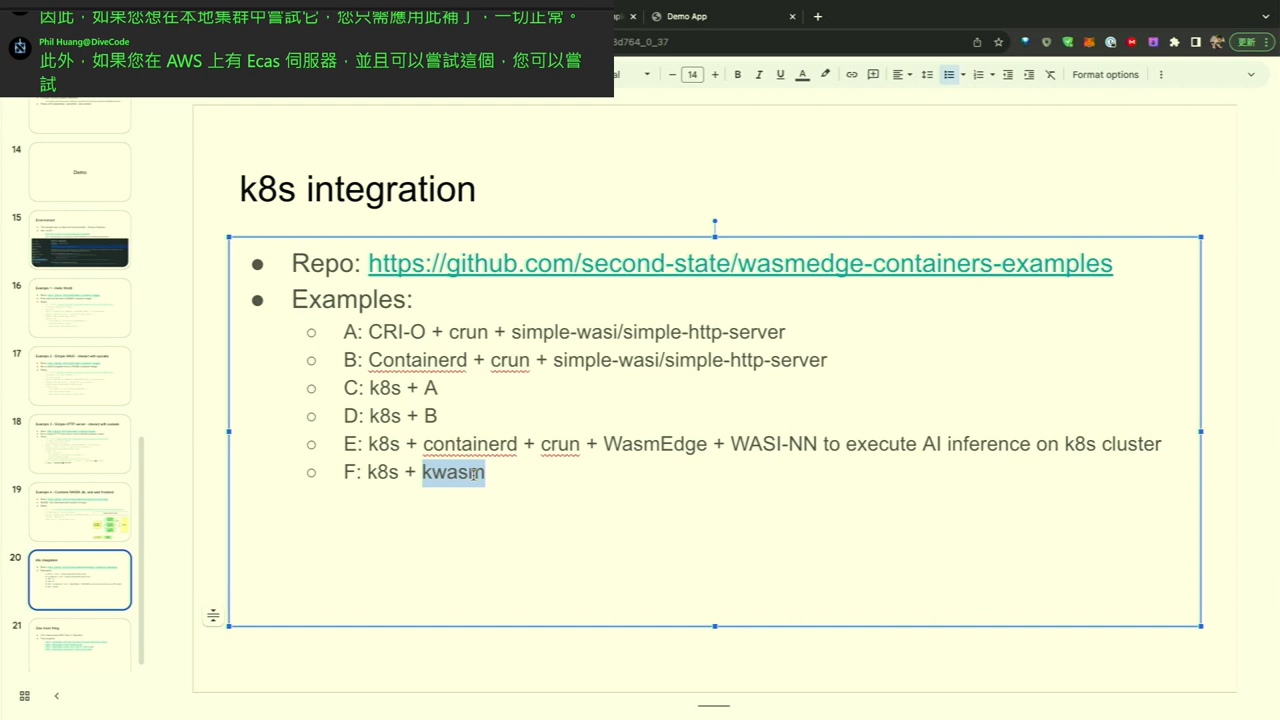 因此，如果您想在本地集群中嘗試它，您只需應用此補丁，一切正常。
Phil Huang@DiveCode
此外，如果您在 AWS 上有 Ecas 伺服器，並且可以嘗試這個，您可以嘗
試
Demo App
3d764_0_37
更新
14
B
I
U
A
Format options
14
Demo
15
16
17
18
19
20
21
k8s integration
Repo: https://github.com/second-state/wasmedge-containers-examples
Examples:
A: CRI-O + crun + simple-wasi/simple-http-server
B: Containerd + crun + simple-wasi/simple-http-server
C: k8s + A
D: k8s + B
E: k8s + containerd + crun + WasmEdge + WASI-NN to execute AI inference on k8s cluster
F: k8s + kwasm